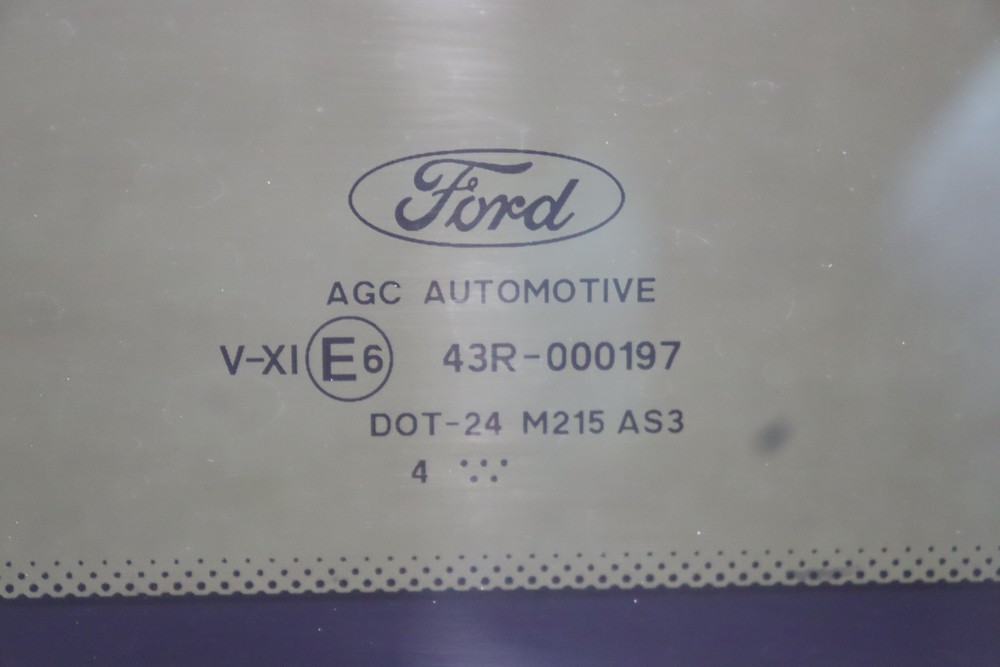 Ford
AGC AUTOMOTIVE
V-XI E6 43R-000197
DOT-24 M215 AS3
4